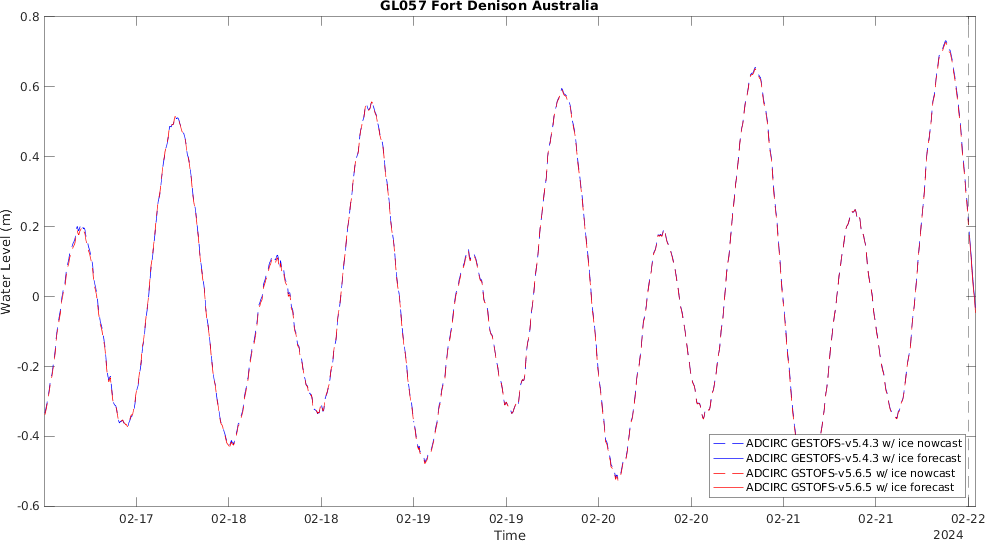 GL057 Fort Denison Australia
0.8
0.6
0.4
0.2
0
-0.2
-0.4
-0.6
Water Level (m)
ADCIRC GESTOFS-v5.4.3 w/ ice nowcast
ADCIRC GESTOFS-v5.4.3 w/ ice forecast
ADCIRC GSTOFS-v5.6.5 w/ ice nowcast
ADCIRC GSTOFS-v5.6.5 w/ ice forecast
02-17 02-18 02-18 02-19 02-19 02-20 02-20 02-21 02-21 02-22
Time
2024